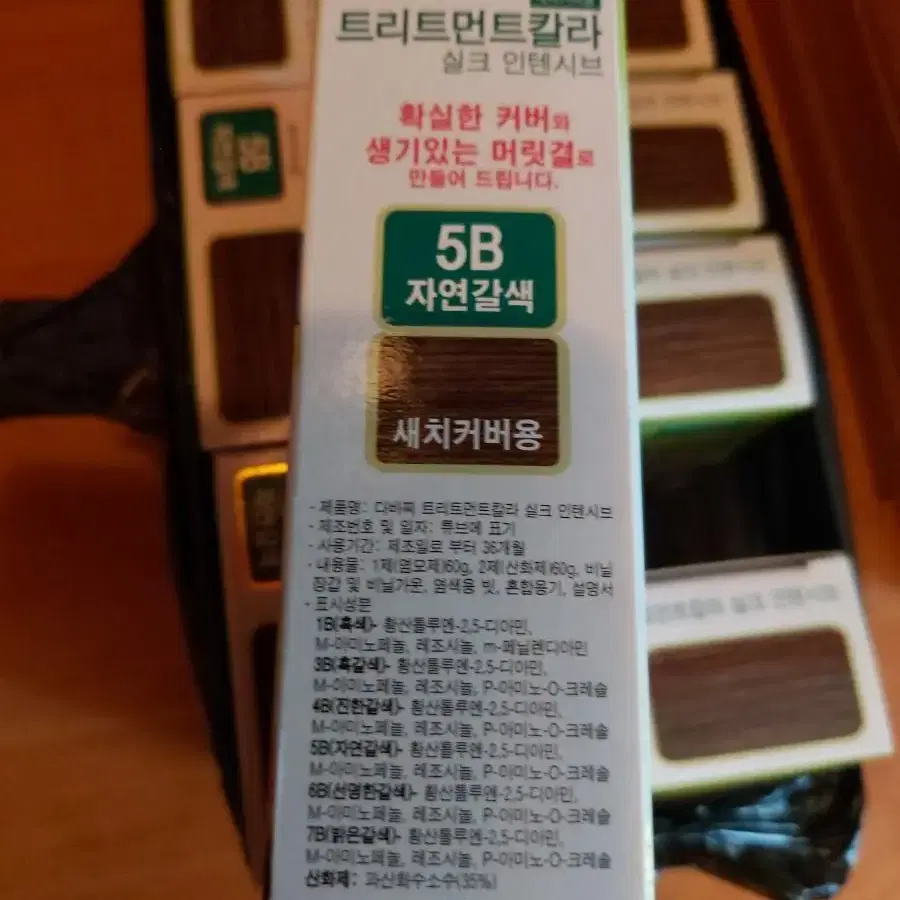 트리트먼트칼라
실크 인텐시브
확실한 커버와
생기있는 머릿결로
만들어 드립니다.
5B
자연갈색
새치커버용
- 제품명: 다바찌 트리트먼트칼라 실크 인텐시브
- 제조번호 및 일자: 튜브에 표기
- 사용기간: 제조일로 부터 36개월
- 내용물: 1제(염모제)60g, 2제(산화제)60g, 비닐
장갑 및 비닐가운, 염색용 빗, 혼합용기, 설명서
- 표시성분
1B(흑색)- 황산톨루엔-2,5-디아민,
M-아미노페놀, 레조시놀, m-페닐렌디아민
3B(흑갈색)- 황산톨루엔-2,5-디아민,
M-아미노페놀, 레조시놀, P-아미노-O-크레솔
4B(진한갈색)- 황산톨루엔-2,5-디아민,
M-아미노페놀, 레조시놀, P-아미노-O-크레솔
5B(자연갈색)- 황산톨루엔-2,5-디아민,
M-아미노페놀, 레조시놀, P-아미노-O-크레솔
6B(선명한갈색)- 황산톨루엔-2,5-디아민,
M-아미노페놀, 레조시놀, P-아미노-O-크레솔
7B(밝은갈색)- 황산톨루엔-2,5-디아민,
M-아미노페놀, 레조시놀, P-아미노-O-크레솔
산화제: 과산화수소수(35%)
실크 인텐시브